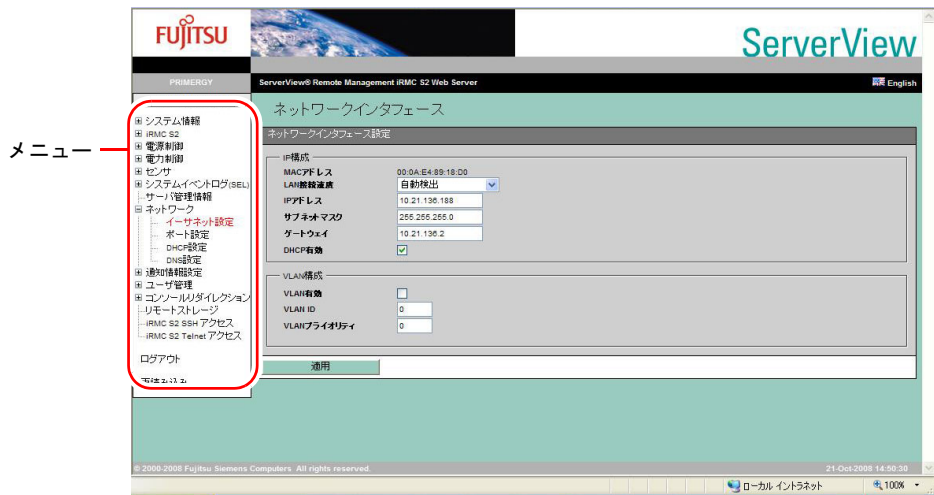 FUJITSU
ServerView
PRIMERGY
ServerView® Remote Management iRMC S2 Web Server
English
メニュー
システム情報
iRMC S2
電源制御
電力制御
センサ
システムイベントログ(SEL)
サーバ管理情報
ネットワーク
イーサネット設定
ポート設定
DHCP設定
DNS設定
通知情報設定
ユーザ管理
コンソールリダイレクション
リモートストレージ
iRMC S2 SSH アクセス
iRMC S2 Telnet アクセス
ログアウト
再読み込み
ネットワークインタフェース
ネットワークインタフェース設定
IP構成
MACアドレス 00:0A:E4:89:18:D0
LAN接続速度 自動検出
IPアドレス 10.21.136.188
サブネットマスク 255.255.255.0
ゲートウェイ 10.21.136.2
DHCP有効
VLAN構成
VLAN有効
VLAN ID 0
VLANプライオリティ 0
適用
© 2000-2008 Fujitsu Siemens Computers All rights reserved.
21-Oct-2008 14:50:30
ローカル イントラネット
100%